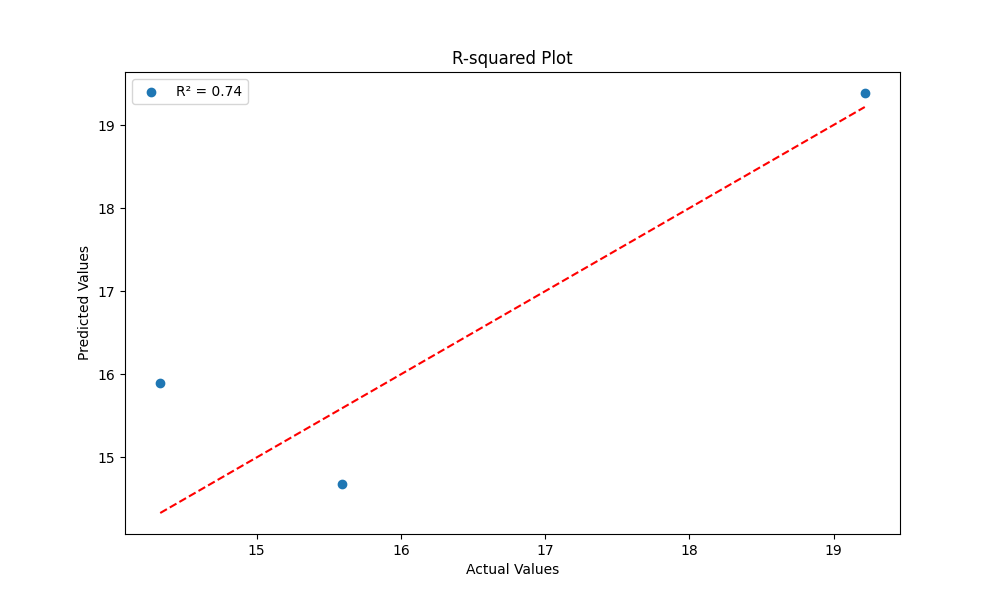 R-squared Plot
R² = 0.74
19
18
17
16
15
Predicted Values
15
16
17
18
19
Actual Values